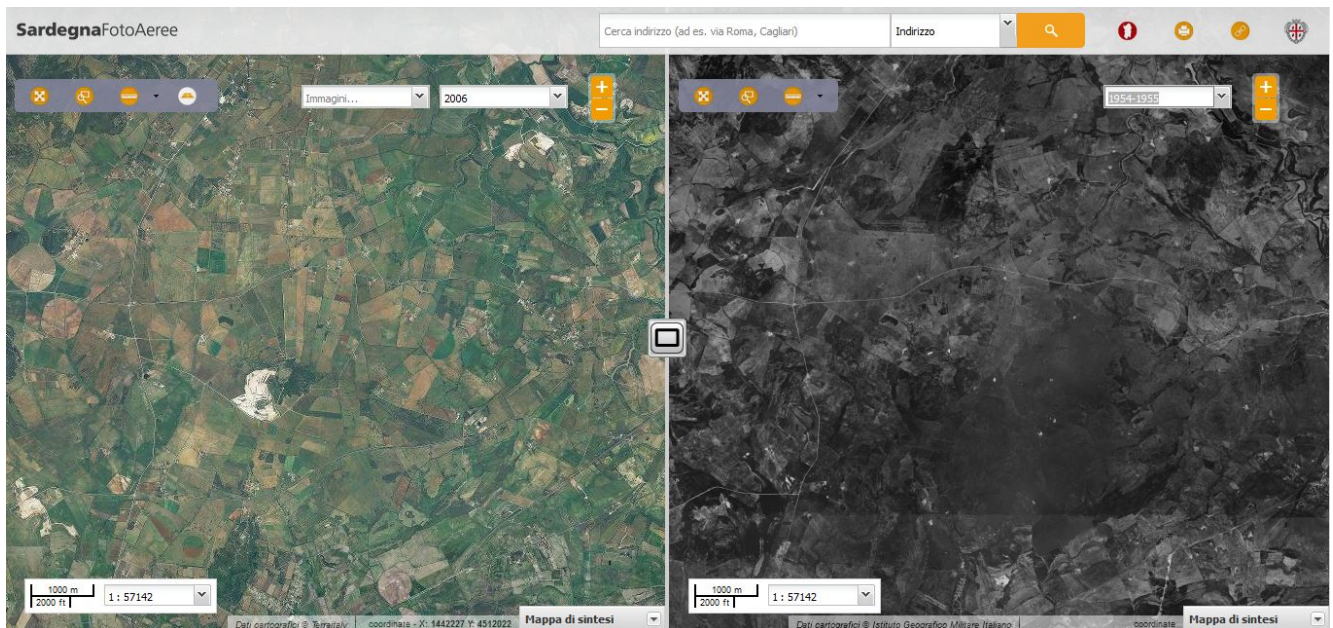 SardegnaFotoAeree
Cerca indirizzo (ad es. via Roma, Cagliari)
Indirizzo
Immagini...
2006
+
−
1954-1955
+
−
1000 m
2000 ft
1 : 57142
Dati cartografici © Terraitaly
coordinate - X: 1442227 Y: 4512022
Mappa di sintesi
1000 m
2000 ft
1 : 57142
Dati cartografici © Istituto Geografico Militare Italiano
coordinate
Mappa di sintesi